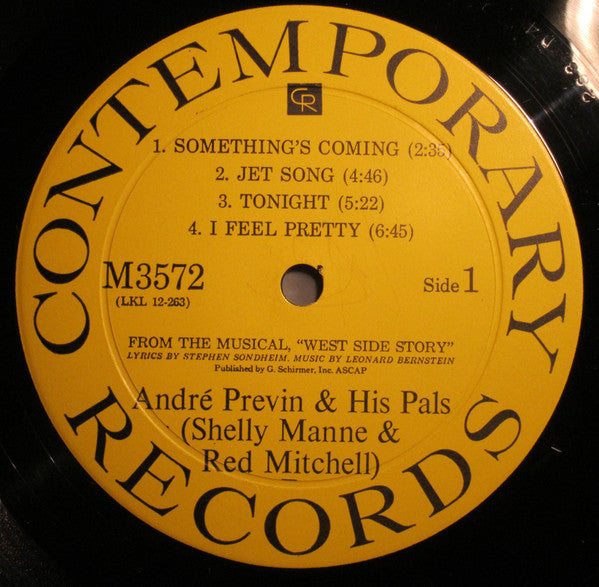 CONTEMPORARY
CR
1. SOMETHING'S COMING (2:35)
2. JET SONG (4:46)
3. TONIGHT (5:22)
4. I FEEL PRETTY (6:45)
M3572
(LKL 12-263)
Side 1
FROM THE MUSICAL, "WEST SIDE STORY"
LYRICS BY STEPHEN SONDHEIM. MUSIC BY LEONARD BERNSTEIN
Published by G. Schirmer, Inc. ASCAP
André Previn & His Pals
(Shelly Manne &
Red Mitchell)
RECORDS